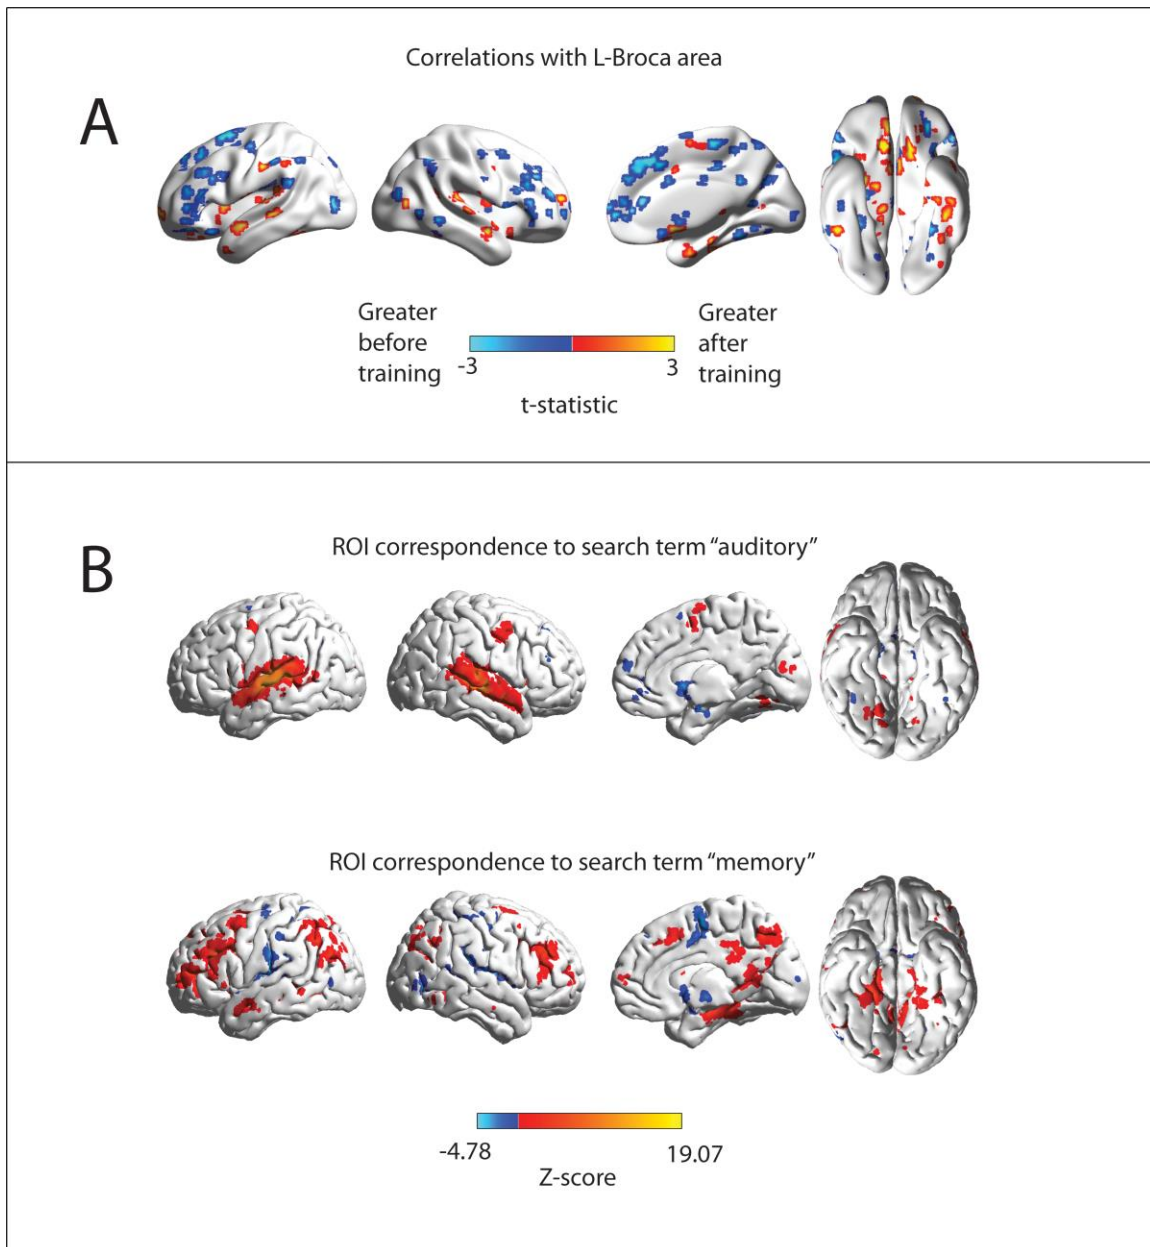 Correlations with L-Broca area
A
Greater
before
training
-3
3
Greater
after
training
t-statistic
B
ROI correspondence to search term “auditory”
ROI correspondence to search term “memory”
-4.78
19.07
Z-score